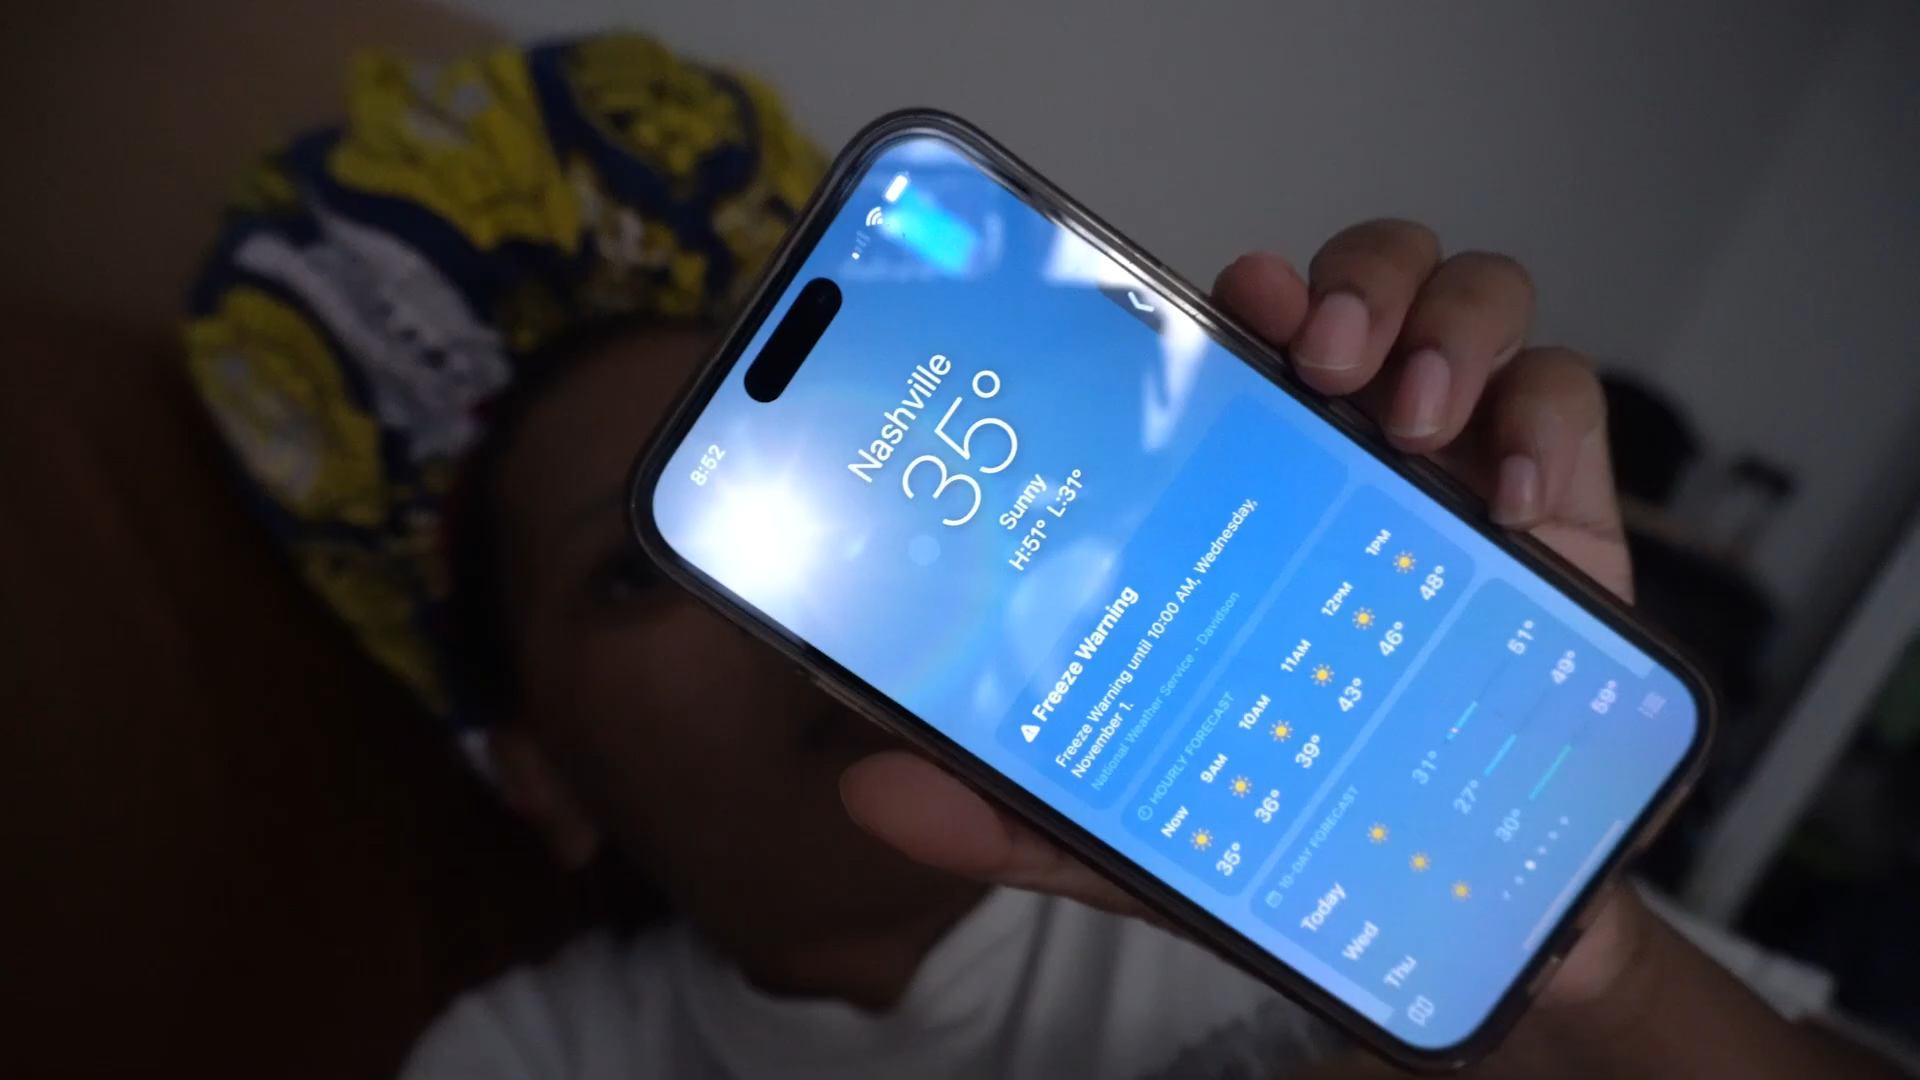 8:52
Nashville
35°
Sunny
H:51° L:31°
Freeze Warning
Freeze Warning until 10:00 AM, Wednesday,
November 1.
National Weather Service - Davidson
HOURLY FORECAST
Now 9AM 10AM 11AM 12PM 1PM
35° 36° 39° 43° 46° 48°
10-DAY FORECAST
Today 31° 51°
Wed 27° 49°
Thu 30° 59°